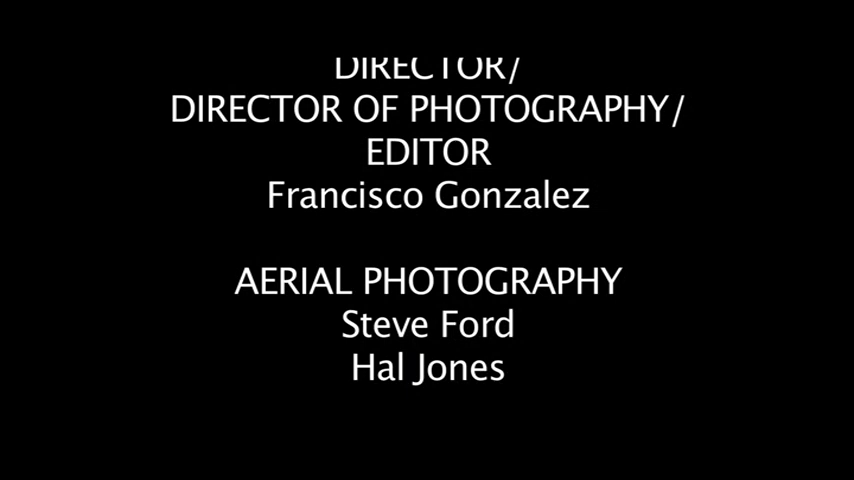 DIRECTOR/
DIRECTOR OF PHOTOGRAPHY/
EDITOR
Francisco Gonzalez
AERIAL PHOTOGRAPHY
Steve Ford
Hal Jones